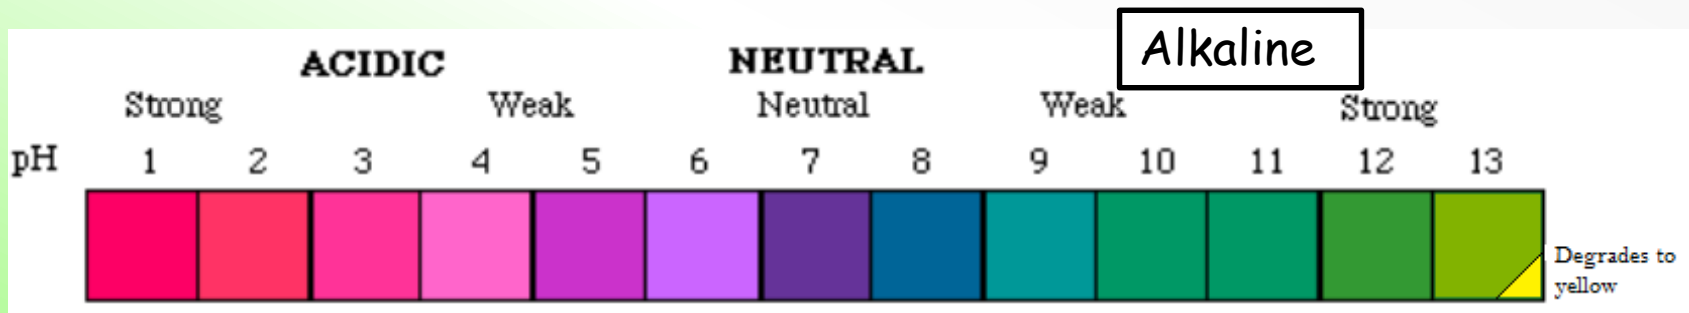 ACIDIC NEUTRAL Alkaline
Strong Weak Neutral Weak Strong
pH 1 2 3 4 5 6 7 8 9 10 11 12 13
Degrades to
yellow